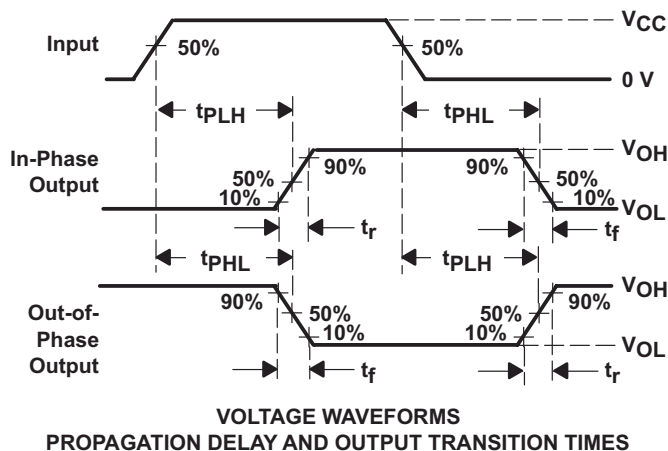 Input
50%
50%
VCC
0 V
tPLH
tPHL
In-Phase
Output
50%
10%
90%
90%
50%
10%
VOH
VOL
tr
tf
tPHL
tPLH
Out-of-
Phase
Output
90%
50%
10%
50%
10%
90%
VOH
VOL
tf
tr
VOLTAGE WAVEFORMS
PROPAGATION DELAY AND OUTPUT TRANSITION TIMES